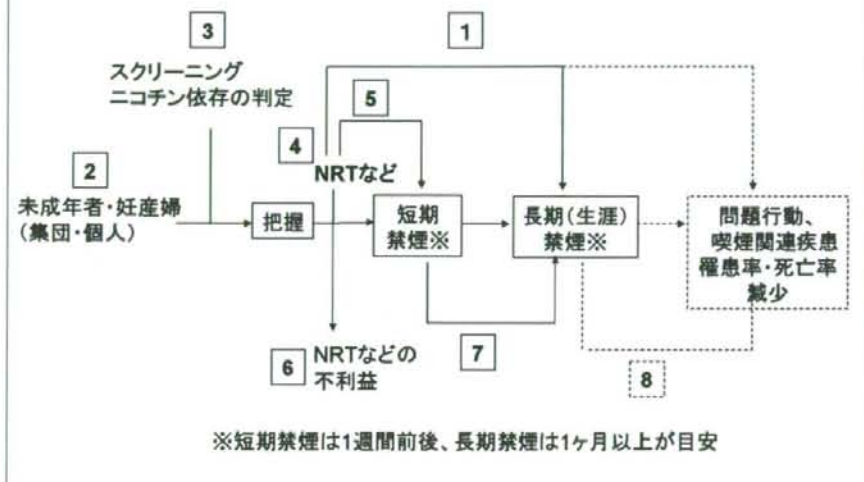 3
1
スクリーニング
ニコチン依存の判定
5
4
2
NRTなど
未成年者・妊産婦
(集団・個人)
把握
短期
禁煙※
長期(生涯)
禁煙※
問題行動、
喫煙関連疾患
罹患率・死亡率
減少
6
NRTなどの
不利益
7
8
※短期禁煙は1週間前後、長期禁煙は1ヶ月以上が目安